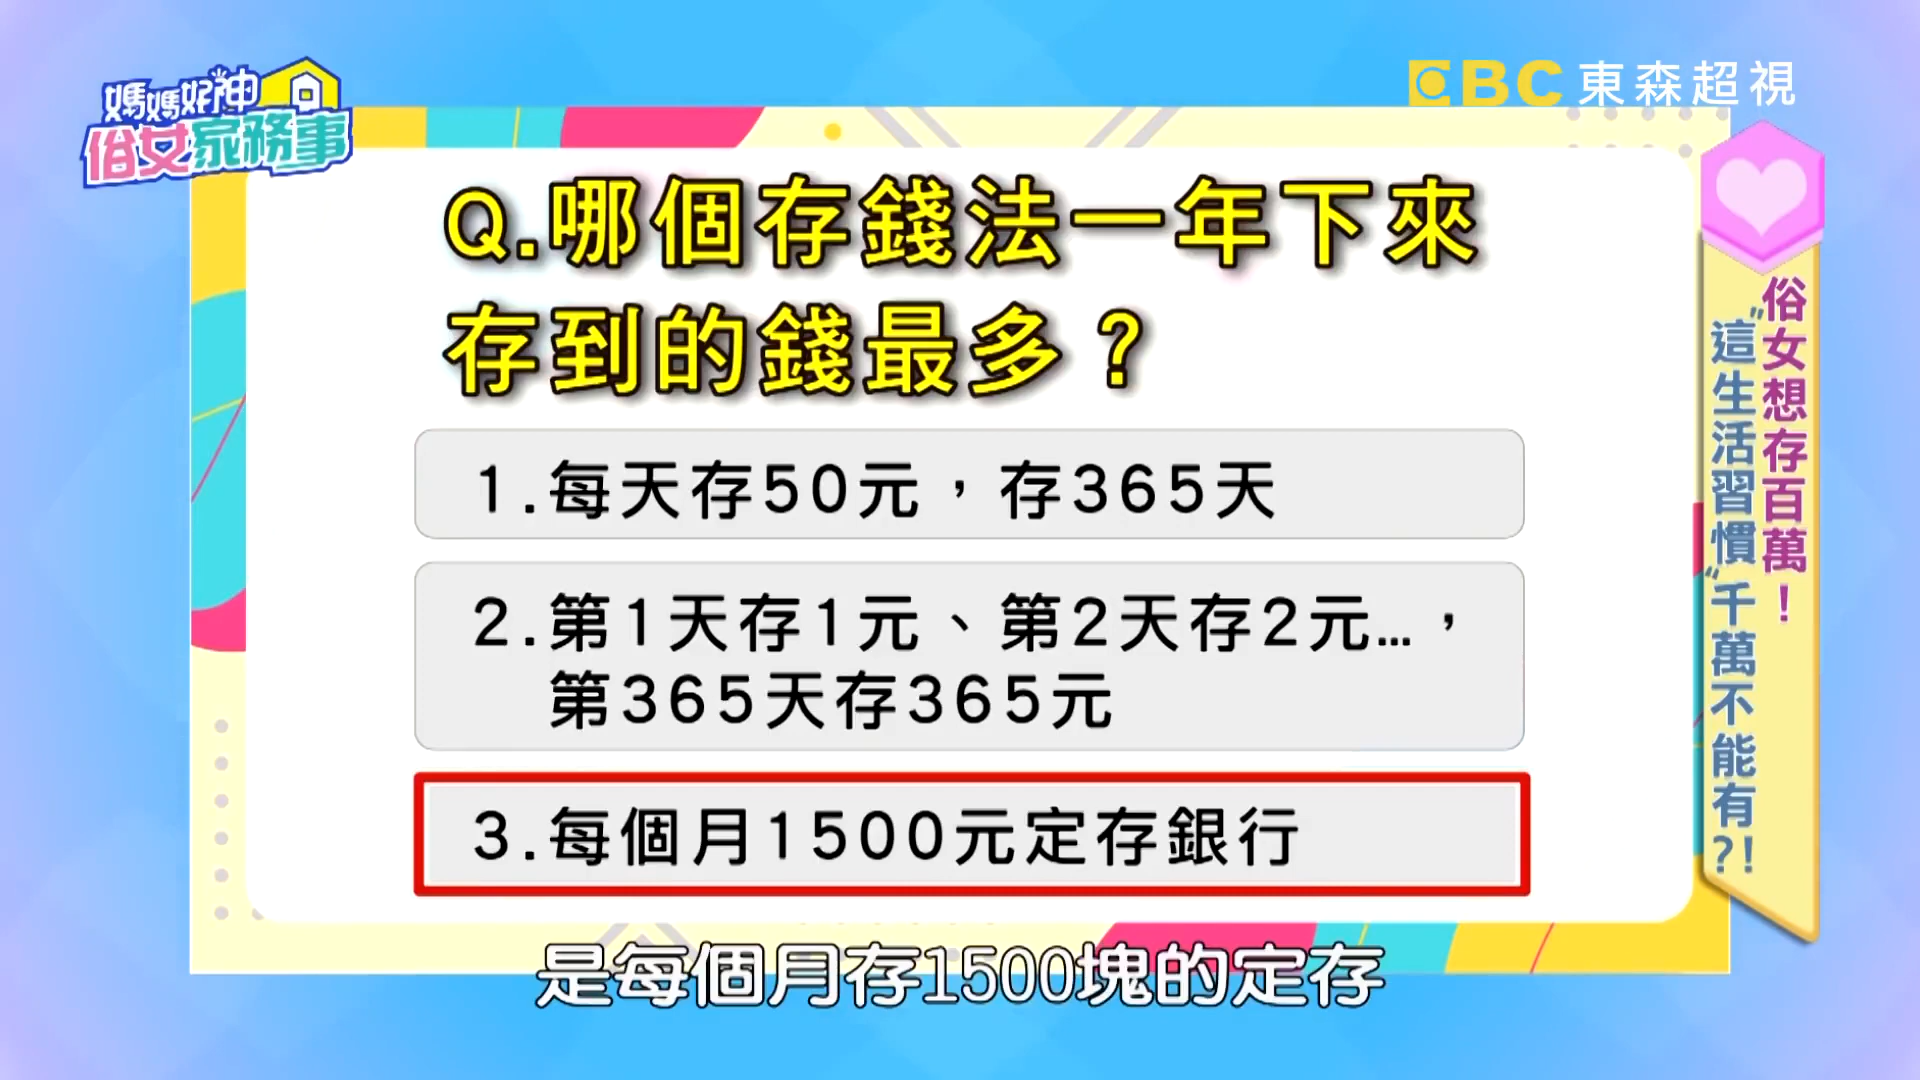 媽媽好神
俗女家務事
EBC 東森超視
Q.哪個存錢法一年下來
存到的錢最多？
1.每天存50元，存365天
2.第1天存1元、第2天存2元…，
第365天存365元
3.每個月1500元定存銀行
俗女想存百萬！
"這生活習慣"千萬不能有?!
是每個月存1500塊的定存